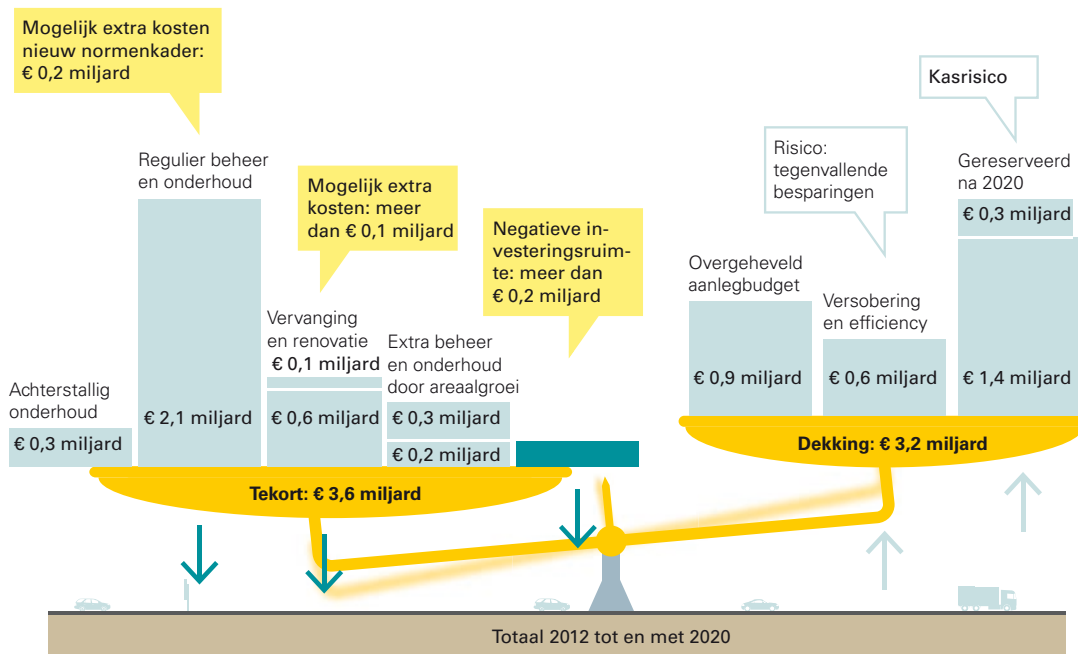 Mogelijk extra kosten
nieuw normenkader:
€ 0,2 miljard
Regulier beheer
en onderhoud
€ 2,1 miljard
Achterstallig
onderhoud
€ 0,3 miljard
Mogelijk extra
kosten: meer
dan € 0,1 miljard
Vervanging
en renovatie
€ 0,1 miljard
€ 0,6 miljard
Extra beheer
en onderhoud
door areaalgroei
€ 0,3 miljard
€ 0,2 miljard
Negatieve in-
vesteringsruim-
te: meer dan
€ 0,2 miljard
Tekort: € 3,6 miljard
Overgeheveld
aanlegbudget
€ 0,9 miljard
Risico:
tegenvallende
besparingen
Versobering
en efficiency
€ 0,6 miljard
Kasrisico
Gereserveerd
na 2020
€ 0,3 miljard
€ 1,4 miljard
Dekking: € 3,2 miljard
Totaal 2012 tot en met 2020